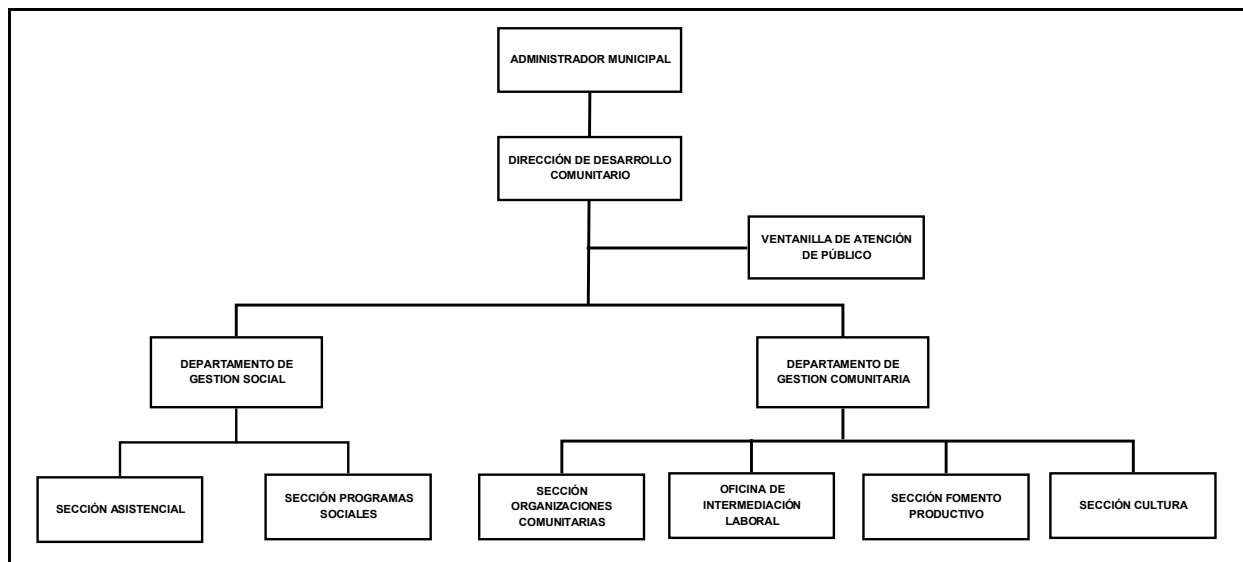 ADMINISTRADOR MUNICIPAL
DIRECCIÓN DE DESARROLLO
COMUNITARIO
VENTANILLA DE ATENCIÓN
DE PÚBLICO
DEPARTAMENTO DE
GESTION SOCIAL
DEPARTAMENTO DE
GESTION COMUNITARIA
SECCIÓN ASISTENCIAL
SECCIÓN PROGRAMAS
SOCIALES
SECCIÓN
ORGANIZACIONES
COMUNITARIAS
OFICINA DE
INTERMEDIACIÓN
LABORAL
SECCIÓN FOMENTO
PRODUCTIVO
SECCIÓN CULTURA